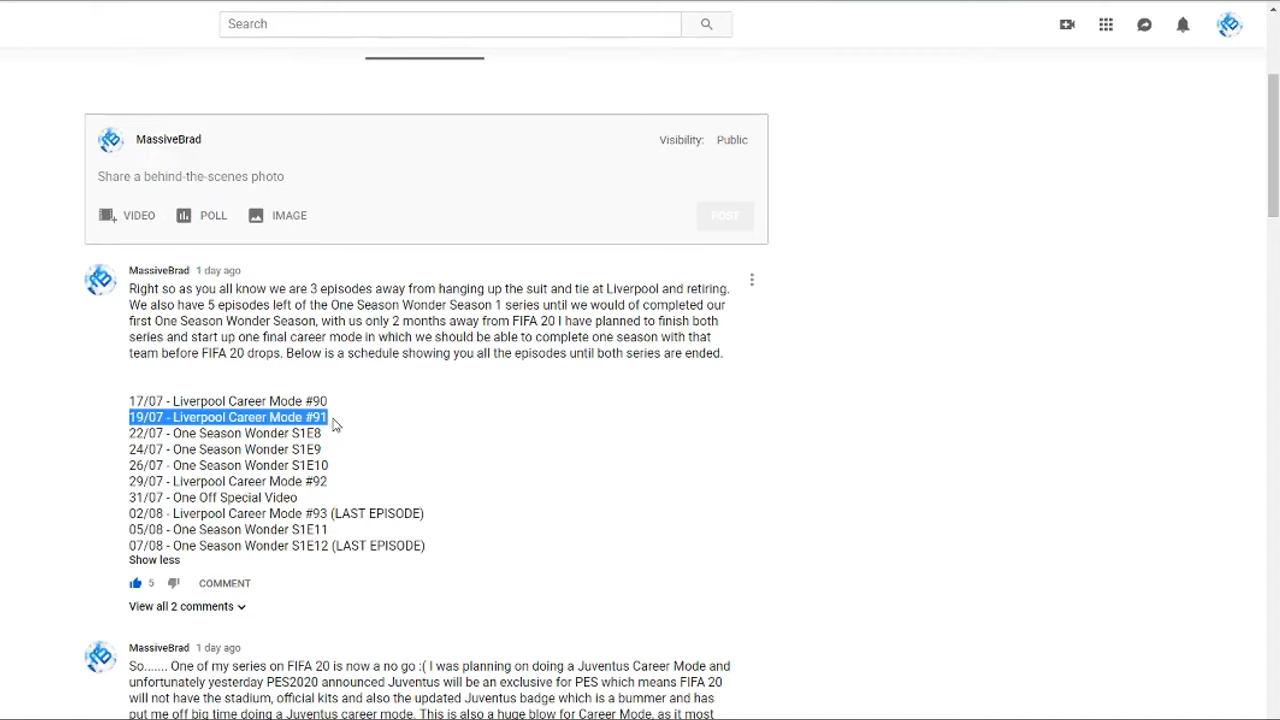 Search
MassiveBrad
Visibility: Public
Share a behind-the-scenes photo
VIDEO POLL IMAGE POST
MassiveBrad 1 day ago
Right so as you all know we are 3 episodes away from hanging up the suit and tie at Liverpool and retiring.
We also have 5 episodes left of the One Season Wonder Season 1 series until we would of completed our
first One Season Wonder Season, with us only 2 months away from FIFA 20 I have planned to finish both
series and start up one final career mode in which we should be able to complete one season with that
team before FIFA 20 drops. Below is a schedule showing you all the episodes until both series are ended.
17/07 - Liverpool Career Mode #90
19/07 - Liverpool Career Mode #91
22/07 - One Season Wonder S1E8
24/07 - One Season Wonder S1E9
26/07 - One Season Wonder S1E10
29/07 - Liverpool Career Mode #92
31/07 - One Off Special Video
02/08 - Liverpool Career Mode #93 (LAST EPISODE)
05/08 - One Season Wonder S1E11
07/08 - One Season Wonder S1E12 (LAST EPISODE)
Show less
5 COMMENT
View all 2 comments
MassiveBrad 1 day ago
So....... One of my series on FIFA 20 is now a no go :( I was planning on doing a Juventus Career Mode and
unfortunately yesterday PES2020 announced Juventus will be an exclusive for PES which means FIFA 20
will not have the stadium, official kits and also the updated Juventus badge which is a bummer and has
put me off big time doing a Juventus career mode. This is also a huge blow for Career Mode, as it most